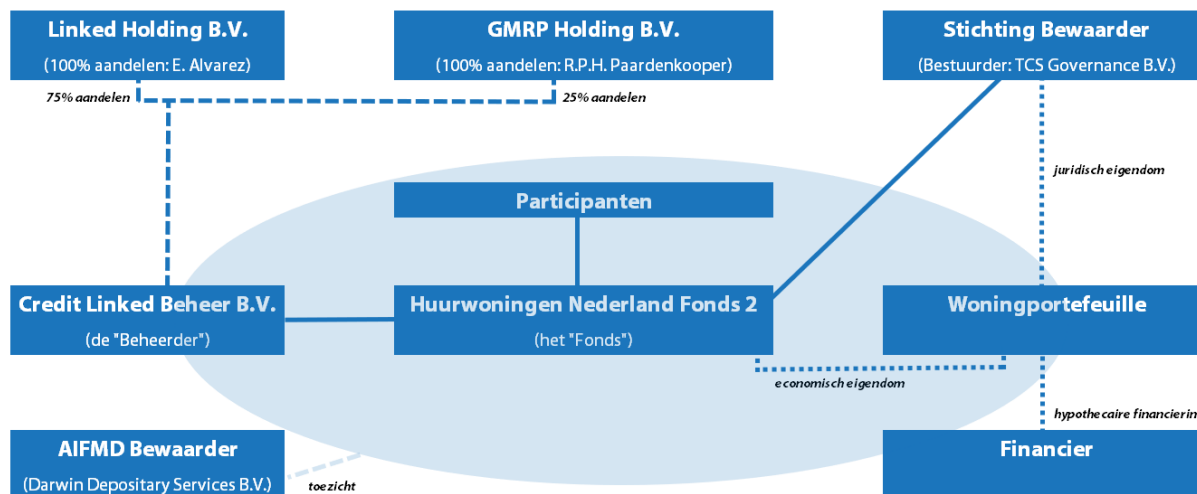 Linked Holding B.V.
(100% aandelen: E. Alvarez)
GMRP Holding B.V.
(100% aandelen: R.P.H. Paardenkooper)
Stichting Bewaarder
(Bestuurder: TCS Governance B.V.)
75% aandelen
25% aandelen
juridisch eigendom
Participanten
Credit Linked Beheer B.V.
(de "Beheerder")
Huurwoningen Nederland Fonds 2
(het "Fonds")
Woningportefeuille
economisch eigendom
hypothecaire financierin
AIFMD Bewaarder
(Darwin Depositary Services B.V.)
toezicht
Financier